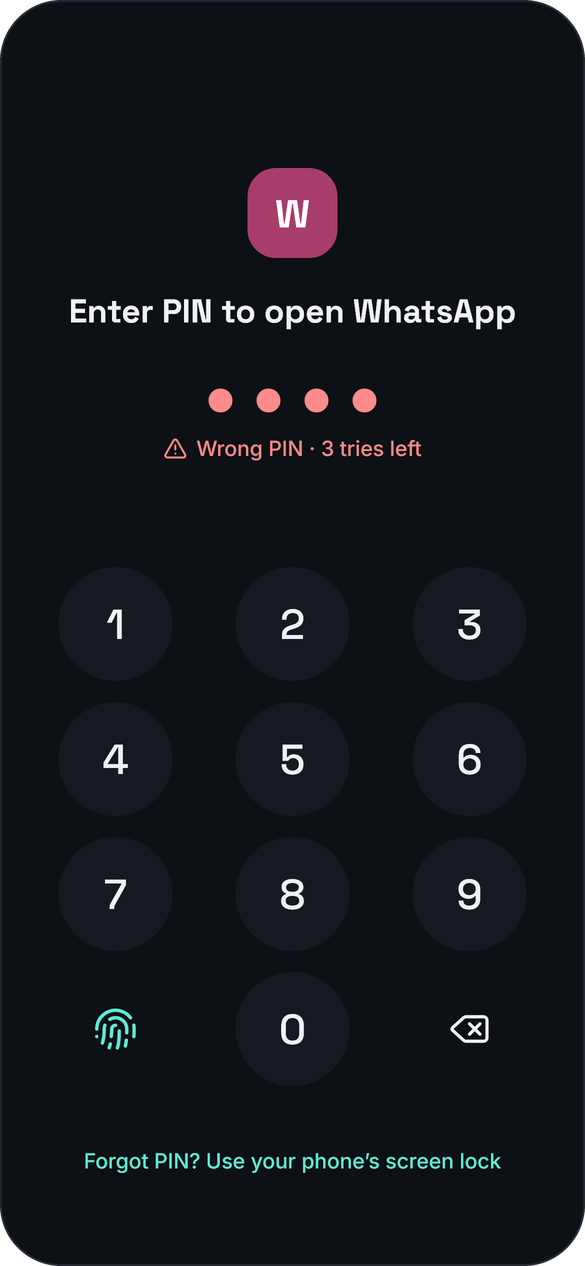 W
Enter PIN to open WhatsApp
Wrong PIN · 3 tries left
1 2 3
4 5 6
7 8 9
0
Forgot PIN? Use your phone’s screen lock